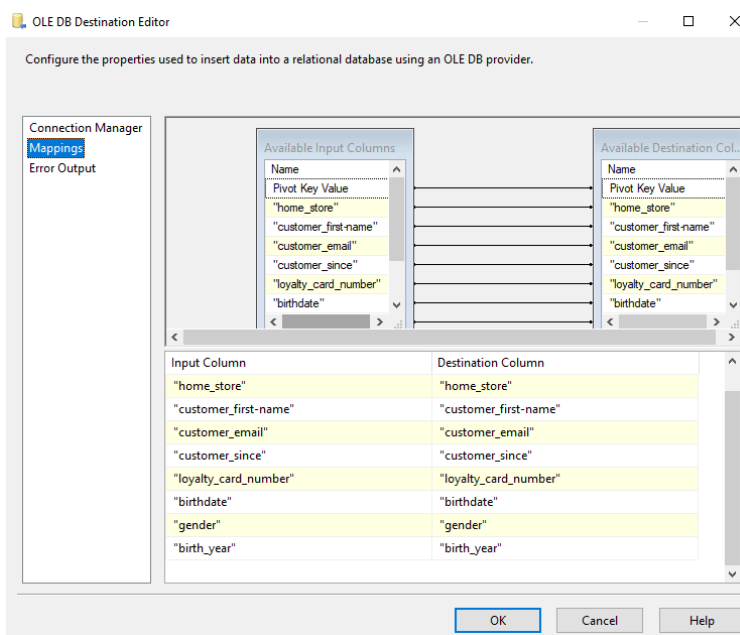 OLE DB Destination Editor
Configure the properties used to insert data into a relational database using an OLE DB provider.
Connection Manager
Mappings
Error Output
Available Input Columns
Name
Pivot Key Value
"home_store"
"customer_first-name"
"customer_email"
"customer_since"
"loyalty_card_number"
"birthdate"
Available Destination Col...
Name
Pivot Key Value
"home_store"
"customer_first-name"
"customer_email"
"customer_since"
"loyalty_card_number"
"birthdate"
Input Column Destination Column
"home_store" "home_store"
"customer_first-name" "customer_first-name"
"customer_email" "customer_email"
"customer_since" "customer_since"
"loyalty_card_number" "loyalty_card_number"
"birthdate" "birthdate"
"gender" "gender"
"birth_year" "birth_year"
OK Cancel Help